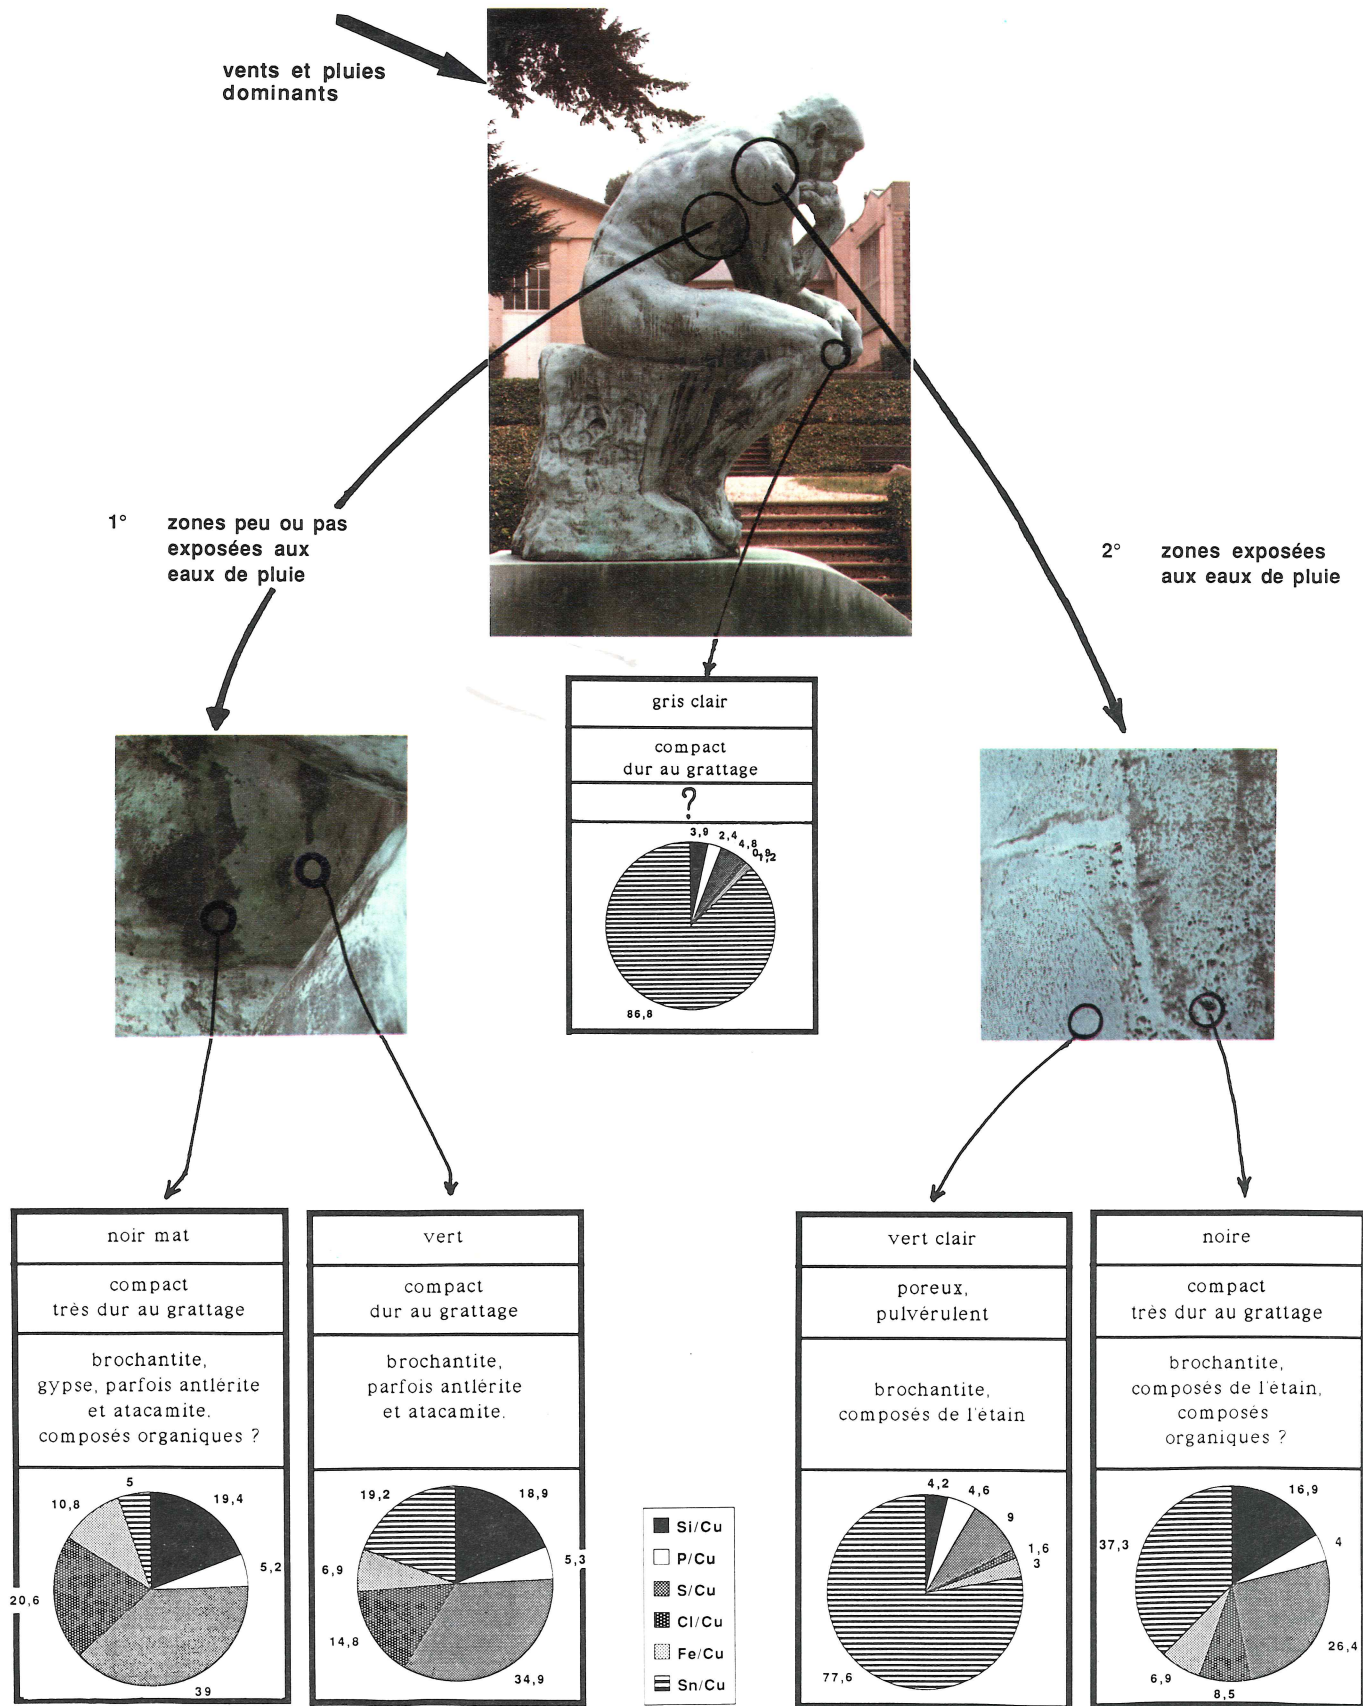 vents et pluies
dominants
1° zones peu ou pas
exposées aux
eaux de pluie
2° zones exposées
aux eaux de pluie
gris clair
compact
dur au grattage
?
3,9
2,4
4,8
0,9
1,2
86,8
noir mat
compact
très dur au grattage
brochantite,
gypse, parfois antlérite
et atacamite.
composés organiques ?
5
10,8
19,4
5,2
20,6
39
vert
compact
dur au grattage
brochantite,
parfois antlérite
et atacamite.
19,2
18,9
5,3
6,9
14,8
34,9
Si/Cu
P/Cu
S/Cu
Cl/Cu
Fe/Cu
Sn/Cu
vert clair
poreux,
pulvérulent
brochantite,
composés de l'étain
4,2
4,6
9
1,6
3
77,6
noire
compact
très dur au grattage
brochantite,
composés de l'étain,
composés
organiques ?
16,9
4
37,3
26,4
6,9
8,5